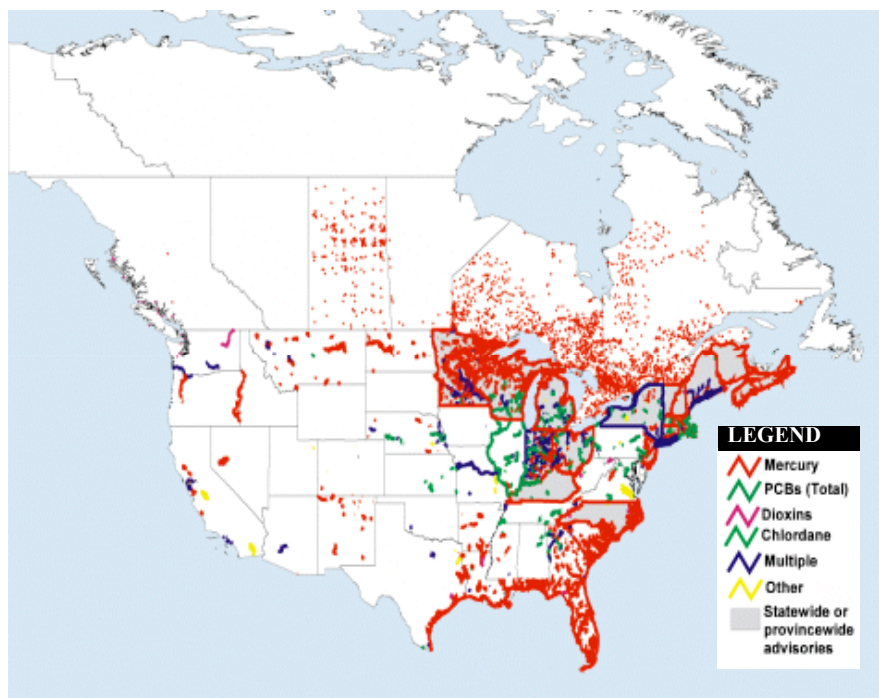 LEGEND
Mercury
PCBs (Total)
Dioxins
Chlordane
Multiple
Other
Statewide or
provincewide
advisories